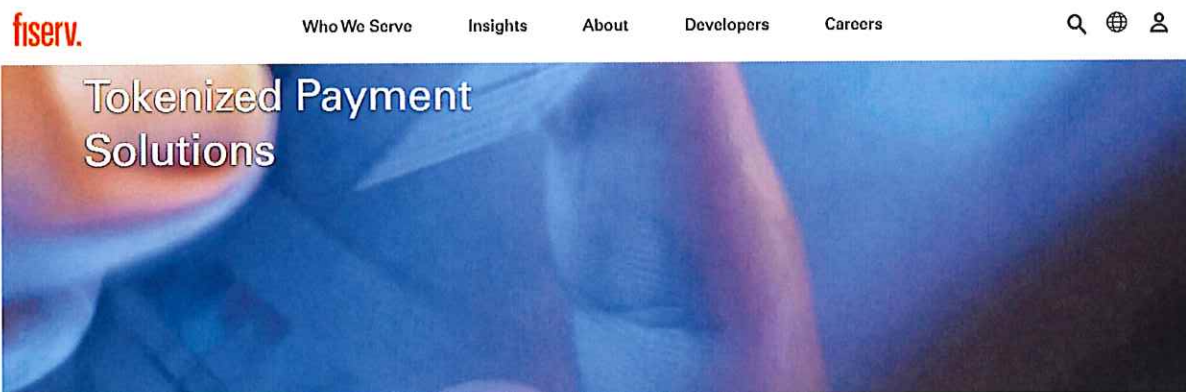 fiserv.
Who We Serve Insights About Developers Careers
Tokenized Payment
Solutions